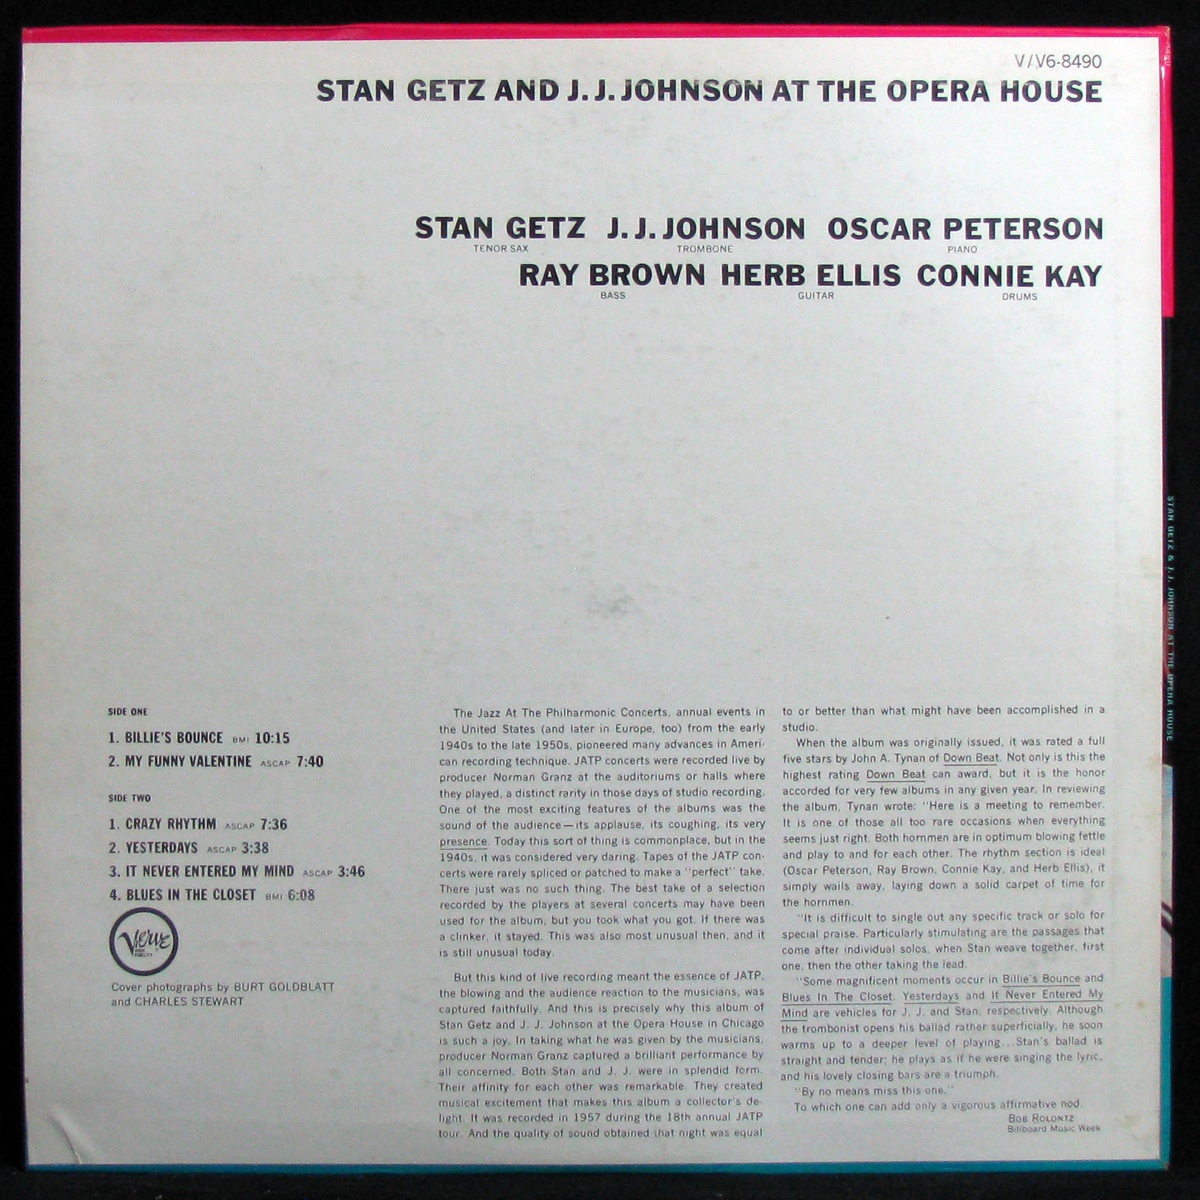 V/V6-8490
STAN GETZ AND J. J. JOHNSON AT THE OPERA HOUSE
STAN GETZ J. J. JOHNSON OSCAR PETERSON
TENOR SAX TROMBONE PIANO
RAY BROWN HERB ELLIS CONNIE KAY
BASS GUITAR DRUMS
SIDE ONE
1. BILLIE'S BOUNCE BMI 10:15
2. MY FUNNY VALENTINE ASCAP 7:40
SIDE TWO
1. CRAZY RHYTHM ASCAP 7:36
2. YESTERDAYS ASCAP 3:38
3. IT NEVER ENTERED MY MIND ASCAP 3:46
4. BLUES IN THE CLOSET BMI 6:08
Verve
Cover photographs by BURT GOLDBLATT
and CHARLES STEWART
The Jazz At The Philharmonic Concerts, annual events in
the United States (and later in Europe, too) from the early
1940s to the late 1950s, pioneered many advances in Ameri-
can recording technique. JATP concerts were recorded live by
producer Norman Granz at the auditoriums or halls where
they played, a distinct rarity in those days of studio recording.
One of the most exciting features of the albums was the
sound of the audience—its applause, its coughing, its very
presence. Today this sort of thing is commonplace, but in the
1940s, it was considered very daring. Tapes of the JATP con-
certs were rarely spliced or patched to make a "perfect" take.
There just was no such thing. The best take of a selection
recorded by the players at several concerts may have been
used for the album, but you took what you got. If there was
a clinker, it stayed. This was also most unusual then, and it
is still unusual today.
But this kind of live recording meant the essence of JATP,
the blowing and the audience reaction to the musicians, was
captured faithfully. And this is precisely why this album of
Stan Getz and J. J. Johnson at the Opera House in Chicago
is such a joy. In taking what he was given by the musicians,
producer Norman Granz captured a brilliant performance by
all concerned. Both Stan and J. J. were in splendid form.
Their affinity for each other was remarkable. They created
musical excitement that makes this album a collector's de-
light. It was recorded in 1957 during the 18th annual JATP
tour. And the quality of sound obtained that night was equal
to or better than what might have been accomplished in a
studio.
When the album was originally issued, it was rated a full
five stars by John A. Tynan of Down Beat. Not only is this the
highest rating Down Beat can award, but it is the honor
accorded for very few albums in any given year. In reviewing
the album, Tynan wrote: "Here is a meeting to remember.
It is one of those all too rare occasions when everything
seems just right. Both hornmen are in optimum blowing fettle
and play to and for each other. The rhythm section is ideal
(Oscar Peterson, Ray Brown, Connie Kay, and Herb Ellis), it
simply wails away, laying down a solid carpet of time for
the hornmen.
"It is difficult to single out any specific track or solo for
special praise. Particularly stimulating are the passages that
come after individual solos, when Stan weave together, first
one, then the other taking the lead.
"Some magnificent moments occur in Billie's Bounce and
Blues In The Closet. Yesterdays and It Never Entered My
Mind are vehicles for J. J. and Stan, respectively. Although
the trombonist opens his ballad rather superficially, he soon
warms up to a deeper level of playing...Stan's ballad is
straight and tender; he plays as if he were singing the lyric,
and his lovely closing bars are a triumph.
"By no means miss this one."
To which one can add only a vigorous affirmative nod.
BOB ROLONTZ
Billboard Music Week
STAN GETZ & J. J. JOHNSON AT THE OPERA HOUSE